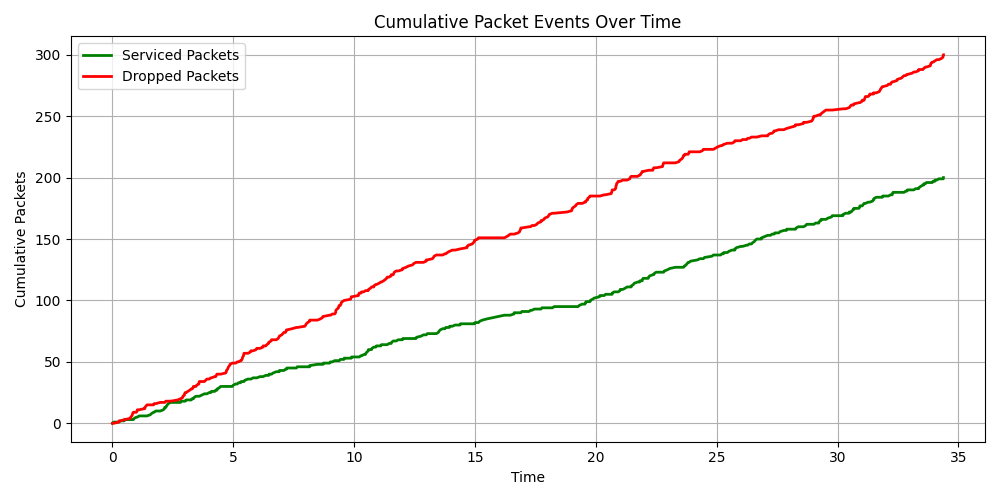 Cumulative Packet Events Over Time
Serviced Packets
Dropped Packets
Cumulative Packets
300
250
200
150
100
50
0
0 5 10 15 20 25 30 35
Time